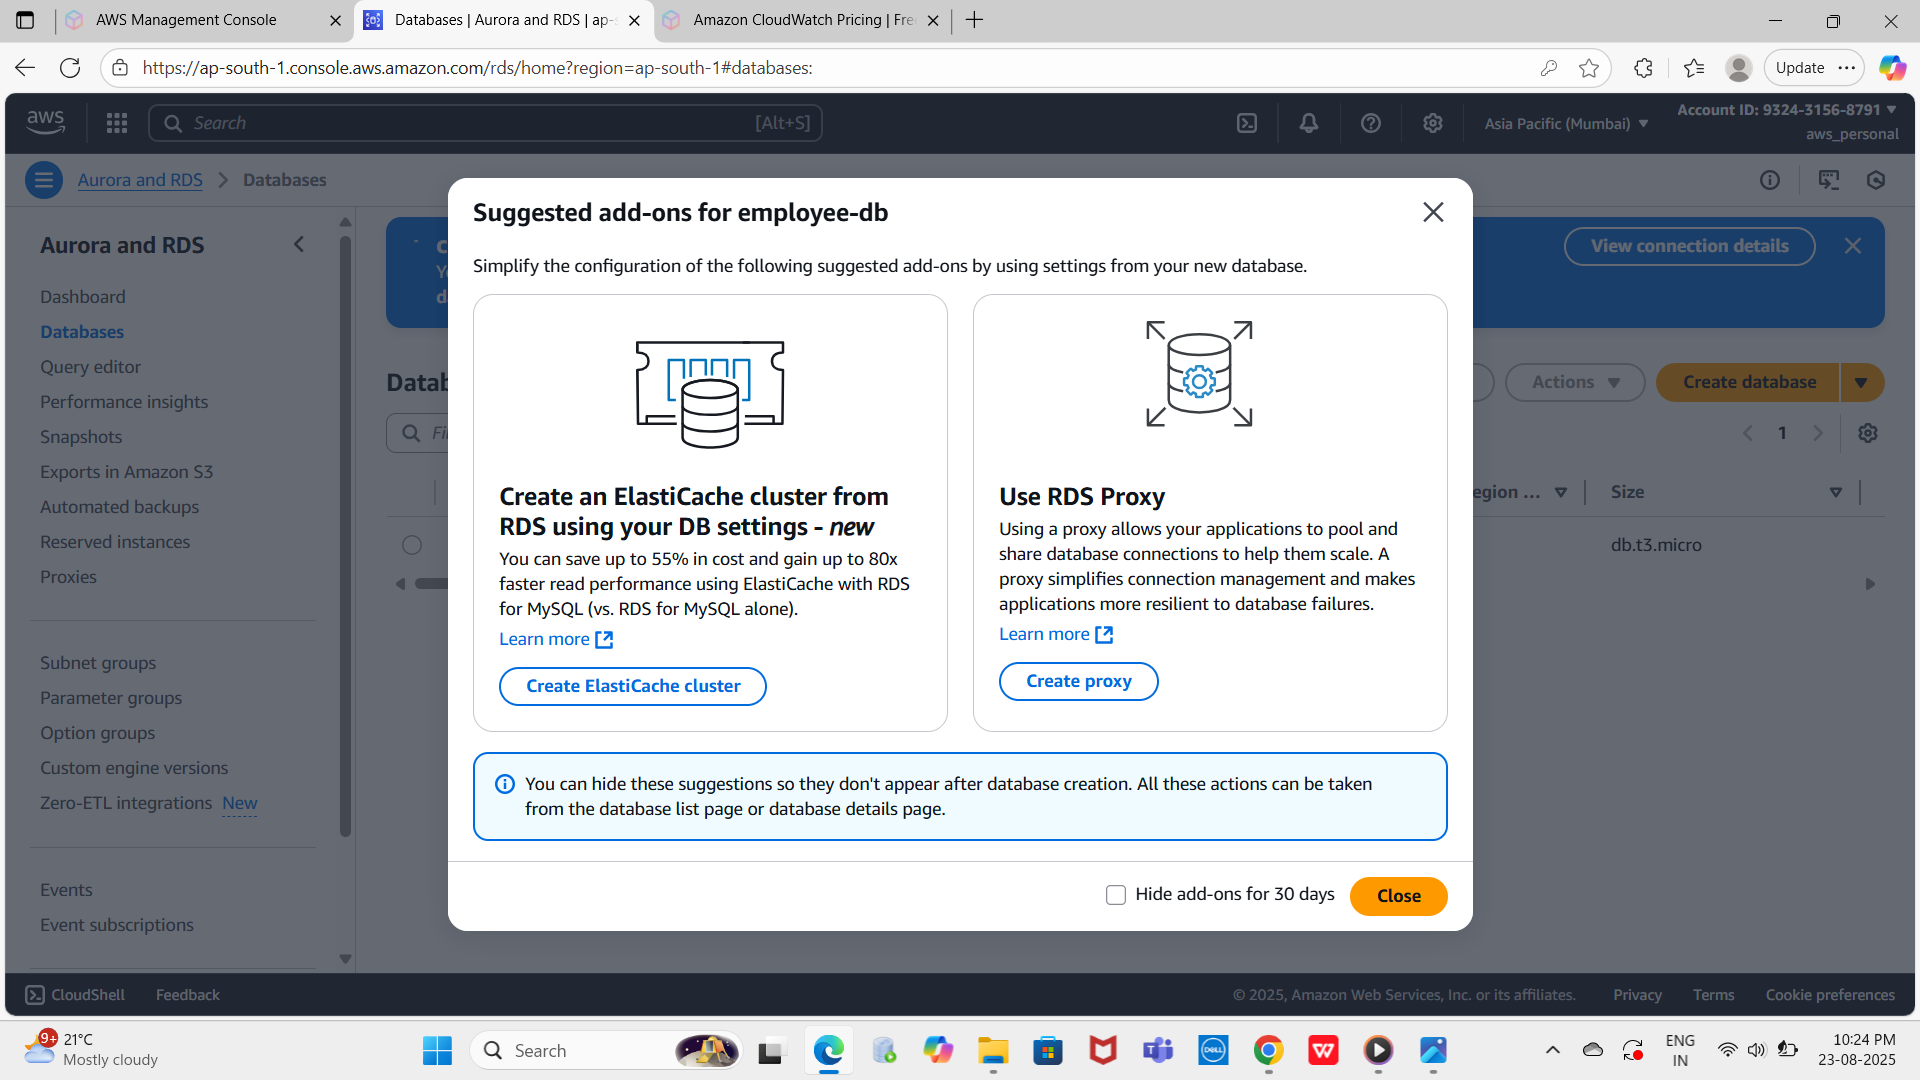 AWS Management Console
Databases | Aurora and RDS | ap-
Amazon CloudWatch Pricing | Fre
https://ap-south-1.console.aws.amazon.com/rds/home?region=ap-south-1#databases:
Update
aws
Search
[Alt+S]
Asia Pacific (Mumbai)
Account ID: 9324-3156-8791
aws_personal
Aurora and RDS
Databases
Aurora and RDS
Dashboard
Databases
Query editor
Performance insights
Snapshots
Exports in Amazon S3
Automated backups
Reserved instances
Proxies
Subnet groups
Parameter groups
Option groups
Custom engine versions
Zero-ETL integrations New
Events
Event subscriptions
View connection details
Datab
Actions
Create database
1
egion ...
Size
db.t3.micro
Suggested add-ons for employee-db
Simplify the configuration of the following suggested add-ons by using settings from your new database.
Create an ElastiCache cluster from
RDS using your DB settings - new
You can save up to 55% in cost and gain up to 80x
faster read performance using ElastiCache with RDS
for MySQL (vs. RDS for MySQL alone).
Learn more
Create ElastiCache cluster
Use RDS Proxy
Using a proxy allows your applications to pool and
share database connections to help them scale. A
proxy simplifies connection management and makes
applications more resilient to database failures.
Learn more
Create proxy
You can hide these suggestions so they don't appear after database creation. All these actions can be taken
from the database list page or database details page.
Hide add-ons for 30 days
Close
CloudShell
Feedback
© 2025, Amazon Web Services, Inc. or its affiliates.
Privacy
Terms
Cookie preferences
9+
21°C
Mostly cloudy
Search
DELL
ENG
IN
10:24 PM
23-08-2025